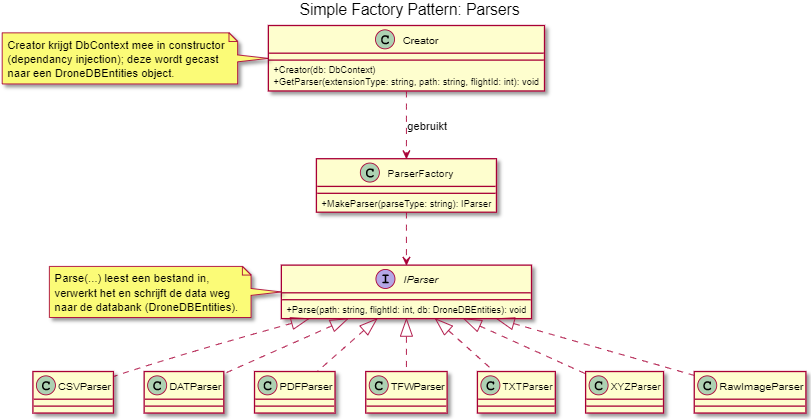 Simple Factory Pattern: Parsers
Creator krijgt DbContext mee in constructor
(dependancy injection); deze wordt gecast
naar een DroneDBEntities object.
C Creator
+Creator(db: DbContext)
+GetParser(extensionType: string, path: string, flightId: int): void
gebruikt
C ParserFactory
+MakeParser(parseType: string): IParser
Parse(...) leest een bestand in,
verwerkt het en schrijft de data weg
naar de databank (DroneDBEntities).
I IParser
+Parse(path: string, flightId: int, db: DroneDBEntities): void
C CSVParser
C DATParser
C PDFParser
C TFWParser
C TXTParser
C XYZParser
C RawImageParser